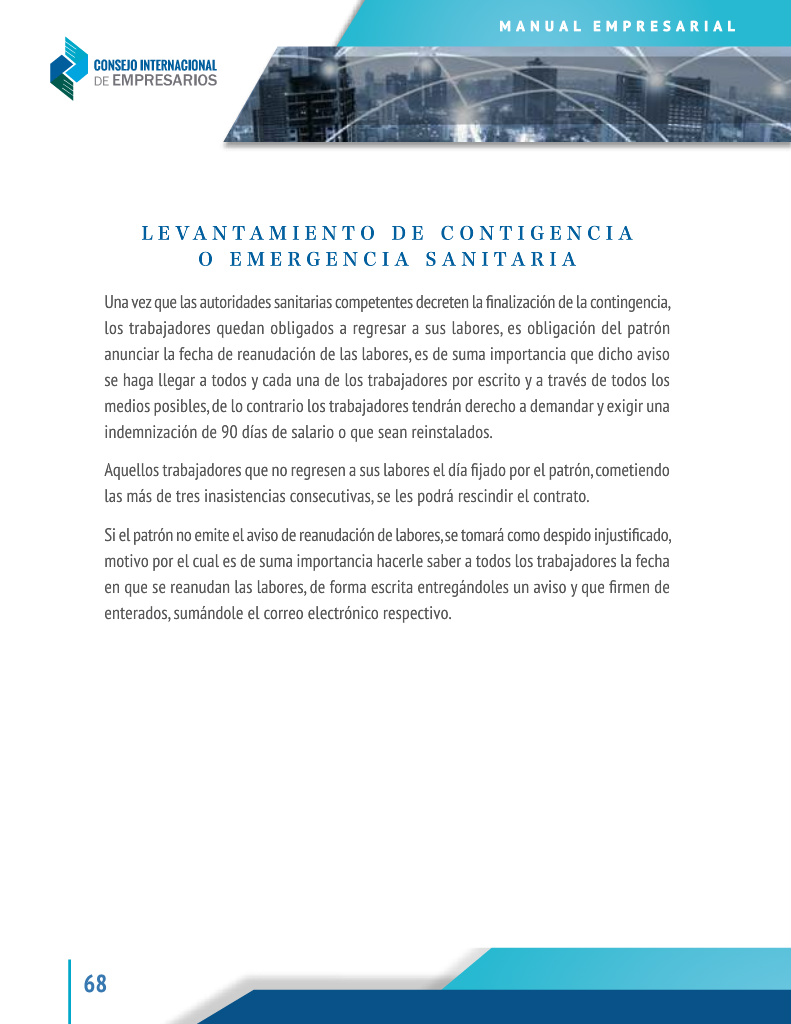 MANUAL EMPRESARIAL
CONSEJO INTERNACIONAL
DE EMPRESARIOS
LEVANTAMIENTO DE CONTIGENCIA
O EMERGENCIA SANITARIA
Una vez que las autoridades sanitarias competentes decreten la finalización de la contingencia,
los trabajadores quedan obligados a regresar a sus labores, es obligación del patrón
anunciar la fecha de reanudación de las labores, es de suma importancia que dicho aviso
se haga llegar a todos y cada una de los trabajadores por escrito y a través de todos los
medios posibles, de lo contrario los trabajadores tendrán derecho a demandar y exigir una
indemnización de 90 días de salario o que sean reinstalados.
Aquellos trabajadores que no regresen a sus labores el día fijado por el patrón, cometiendo
las más de tres inasistencias consecutivas, se les podrá rescindir el contrato.
Si el patrón no emite el aviso de reanudación de labores, se tomará como despido injustificado,
motivo por el cual es de suma importancia hacerle saber a todos los trabajadores la fecha
en que se reanudan las labores, de forma escrita entregándoles un aviso y que firmen de
enterados, sumándole el correo electrónico respectivo.
68